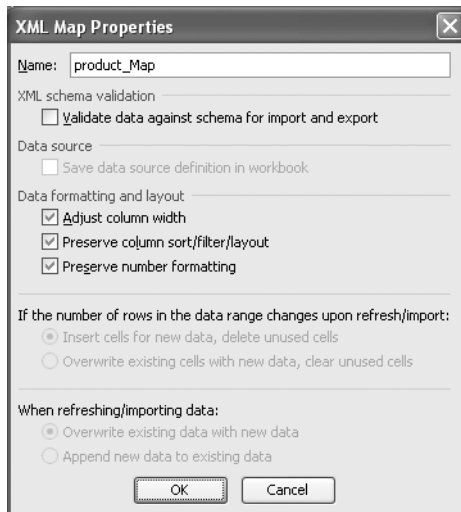 XML Map Properties
Name: product_Map
XML schema validation
Validate data against schema for import and export
Data source
Save data source definition in workbook
Data formatting and layout
Adjust column width
Preserve column sort/filter/layout
Preserve number formatting
If the number of rows in the data range changes upon refresh/import:
Insert cells for new data, delete unused cells
Overwrite existing cells with new data, clear unused cells
When refreshing/importing data:
Overwrite existing data with new data
Append new data to existing data
OK Cancel